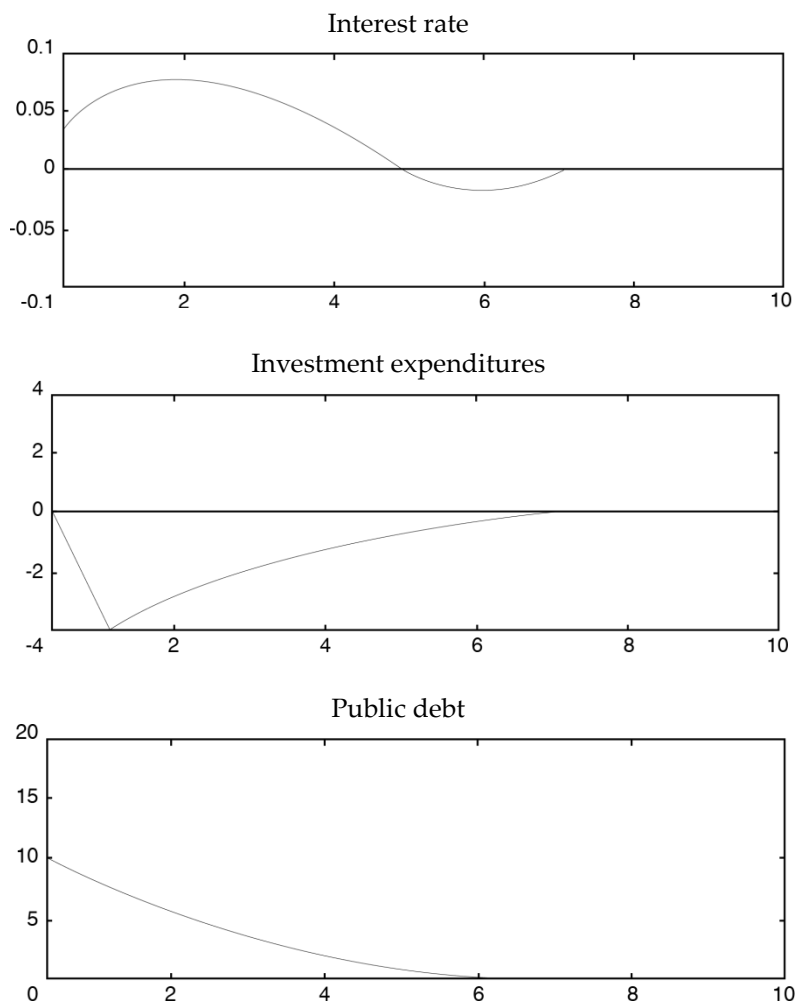 Interest rate
0.1
0.05
0
-0.05
-0.1
2 4 6 8 10
Investment expenditures
4
2
0
-2
-4
2 4 6 8 10
Public debt
20
15
10
5
0 2 4 6 8 10